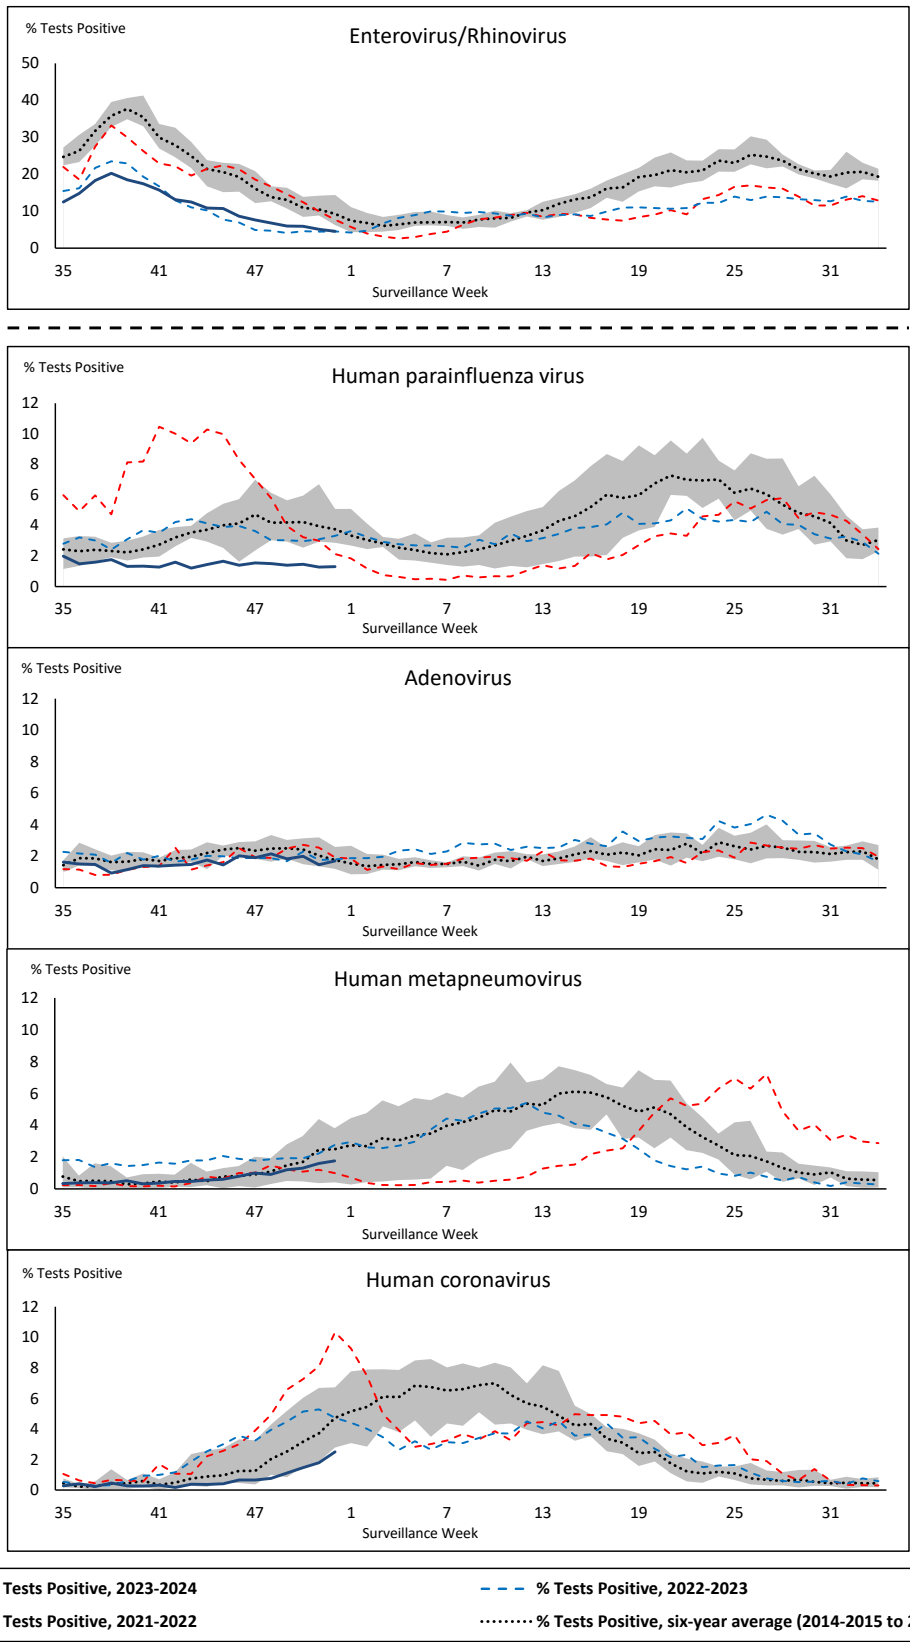 % Tests Positive
Enterovirus/Rhinovirus
50
40
30
20
10
0
35 41 47 1 7 13 19 25 31
Surveillance Week
% Tests Positive
Human parainfluenza virus
12
10
8
6
4
2
0
35 41 47 1 7 13 19 25 31
Surveillance Week
% Tests Positive
Adenovirus
12
10
8
6
4
2
0
35 41 47 1 7 13 19 25 31
Surveillance Week
% Tests Positive
Human metapneumovirus
12
10
8
6
4
2
0
35 41 47 1 7 13 19 25 31
Surveillance Week
% Tests Positive
Human coronavirus
12
10
8
6
4
2
0
35 41 47 1 7 13 19 25 31
Surveillance Week
Tests Positive, 2023-2024 % Tests Positive, 2022-2023
Tests Positive, 2021-2022 % Tests Positive, six-year average (2014-2015 to